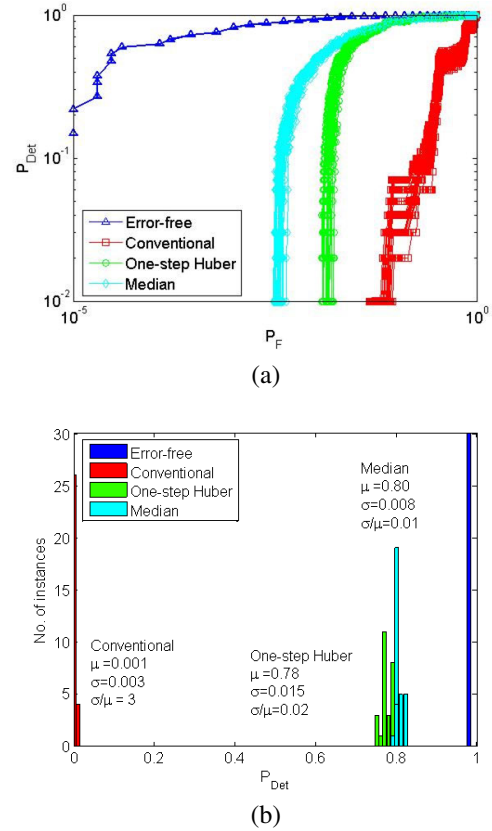 10^0
10^-1
10^-2
P_Det
Error-free
Conventional
One-step Huber
Median
10^-5
10^0
P_F
(a)
30
25
20
15
10
5
0
No. of instances
Error-free
Conventional
One-step Huber
Median
Median
μ =0.80
σ=0.008
σ/μ=0.01
Conventional
μ =0.001
σ=0.003
σ/μ = 3
One-step Huber
μ =0.78
σ=0.015
σ/μ=0.02
0 0.2 0.4 0.6 0.8 1
P_Det
(b)